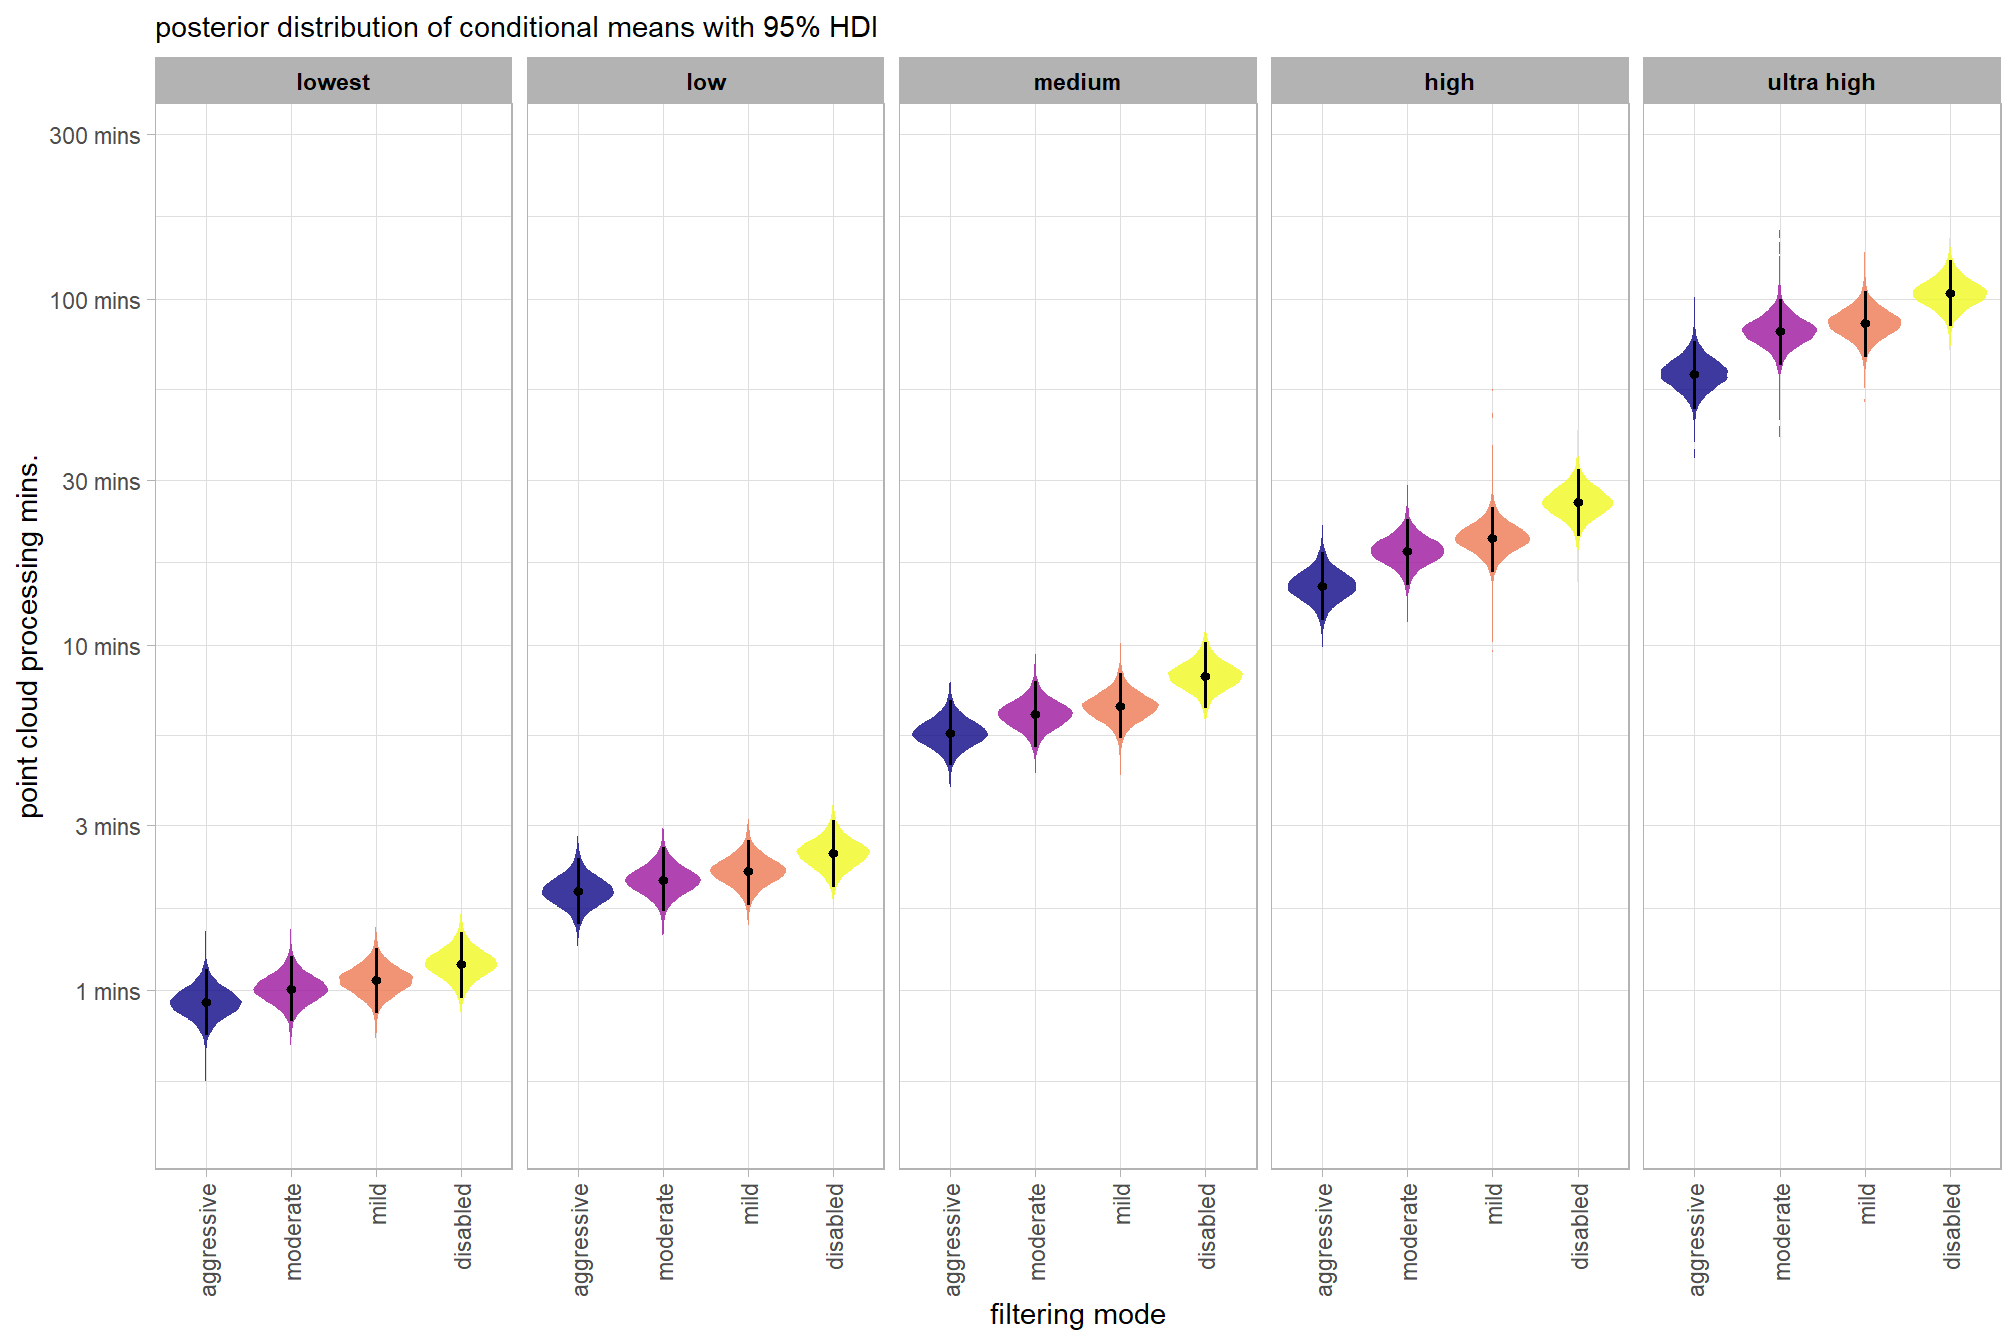 posterior distribution of conditional means with 95% HDI
lowest
low
medium
high
ultra high
300 mins
100 mins
30 mins
10 mins
3 mins
1 mins
point cloud processing mins.
aggressive
moderate
mild
disabled
aggressive
moderate
mild
disabled
aggressive
moderate
mild
disabled
aggressive
moderate
mild
disabled
aggressive
moderate
mild
disabled
filtering mode